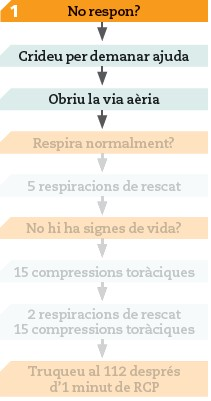 1 No respon?
Crideu per demanar ajuda
Obriu la via aèria
Respira normalment?
5 respiracions de rescat
No hi ha signes de vida?
15 compressions toràciques
2 respiracions de rescat
15 compressions toràciques
Truqueu al 112 després
d'1 minut de RCP